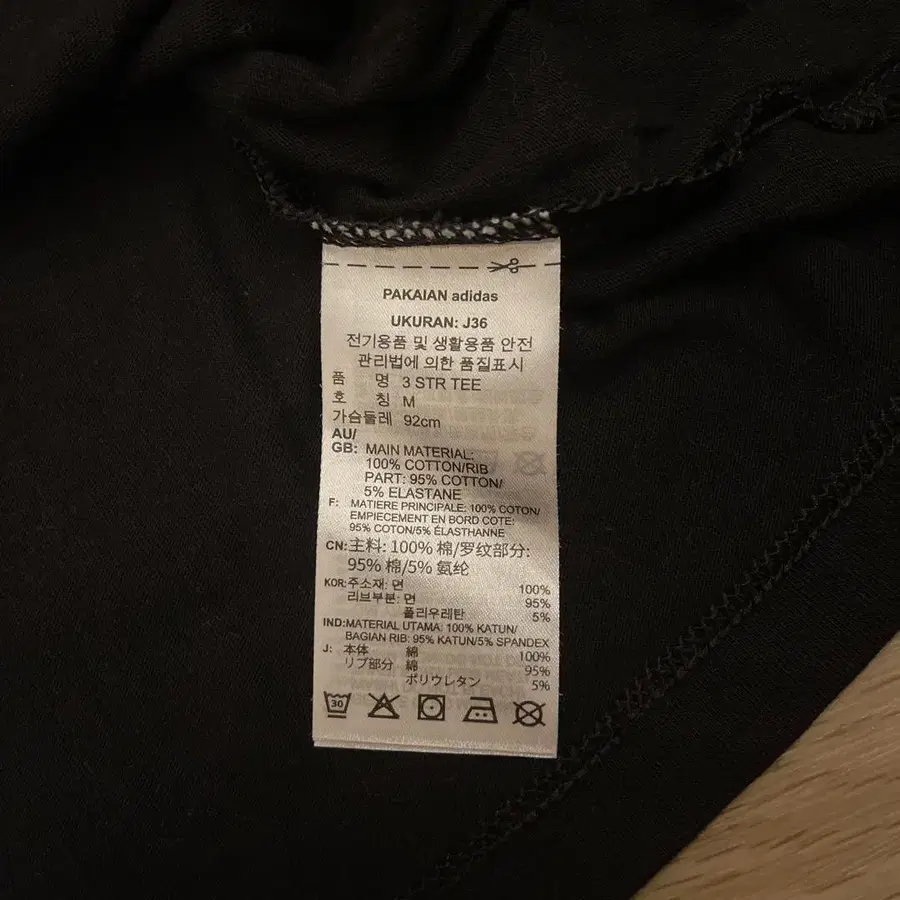 PAKAIAN adidas
UKURAN: J36
전기용품 및 생활용품 안전
관리법에 의한 품질표시
품 명 3 STR TEE
호 칭 M
가슴둘레 92cm
AU/
GB: MAIN MATERIAL:
100% COTTON/RIB
PART: 95% COTTON/
5% ELASTANE
F: MATIERE PRINCIPALE: 100% COTON/
EMPIECEMENT EN BORD COTE:
95% COTON/5% ÉLASTHANNE
CN:主料: 100% 棉/罗纹部分:
95% 棉/5% 氨纶
KOR:주소재: 면 100%
리브부분: 면 95%
폴리우레탄 5%
IND:MATERIAL UTAMA: 100% KATUN/
BAGIAN RIB: 95% KATUN/5% SPANDEX
J: 本体 綿 100%
リブ部分 綿 95%
ポリウレタン 5%
30